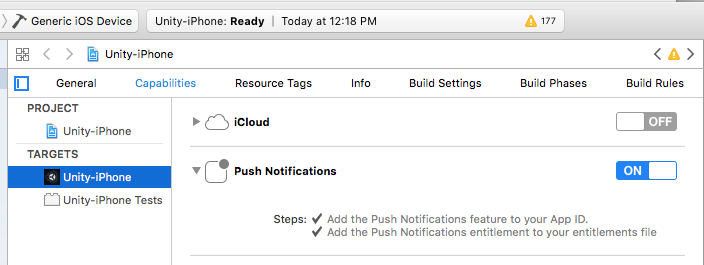 Generic iOS Device Unity-iPhone: Ready | Today at 12:18 PM 177
Unity-iPhone
General Capabilities Resource Tags Info Build Settings Build Phases Build Rules
PROJECT
Unity-iPhone
TARGETS
Unity-iPhone
Unity-iPhone Tests
iCloud OFF
Push Notifications ON
Steps: ✓ Add the Push Notifications feature to your App ID.
✓ Add the Push Notifications entitlement to your entitlements file